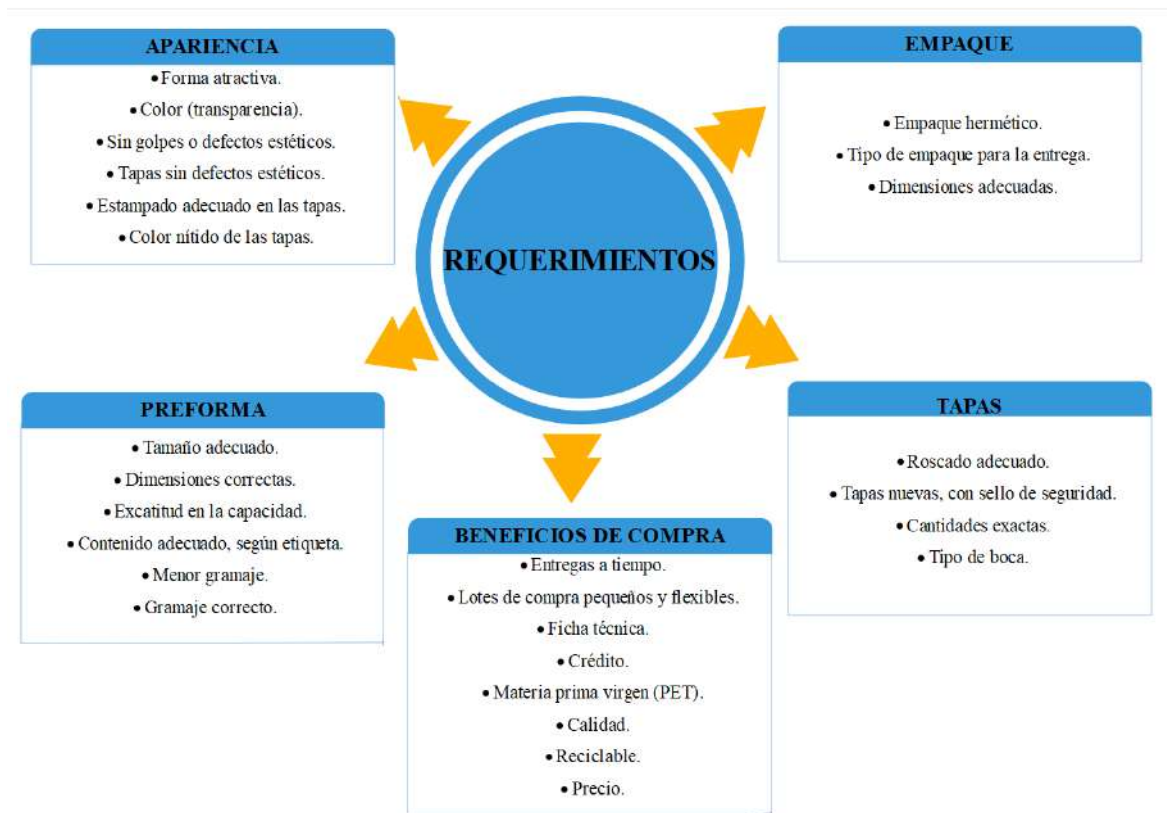 APARIENCIA
• Forma atractiva.
• Color (transparencia).
• Sin golpes o defectos estéticos.
• Tapas sin defectos estéticos.
• Estampado adecuado en las tapas.
• Color nítido de las tapas.
EMPAQUE
• Empaque hermético.
• Tipo de empaque para la entrega.
• Dimensiones adecuadas.
REQUERIMIENTOS
PREFORMA
• Tamaño adecuado.
• Dimensiones correctas.
• Excatitud en la capacidad.
• Contenido adecuado, según etiqueta.
• Menor gramaje.
• Gramaje correcto.
TAPAS
• Roscado adecuado.
• Tapas nuevas, con sello de seguridad.
• Cantidades exactas.
• Tipo de boca.
BENEFICIOS DE COMPRA
• Entregas a tiempo.
• Lotes de compra pequeños y flexibles.
• Ficha técnica.
• Crédito.
• Materia prima virgen (PET).
• Calidad.
• Reciclable.
• Precio.